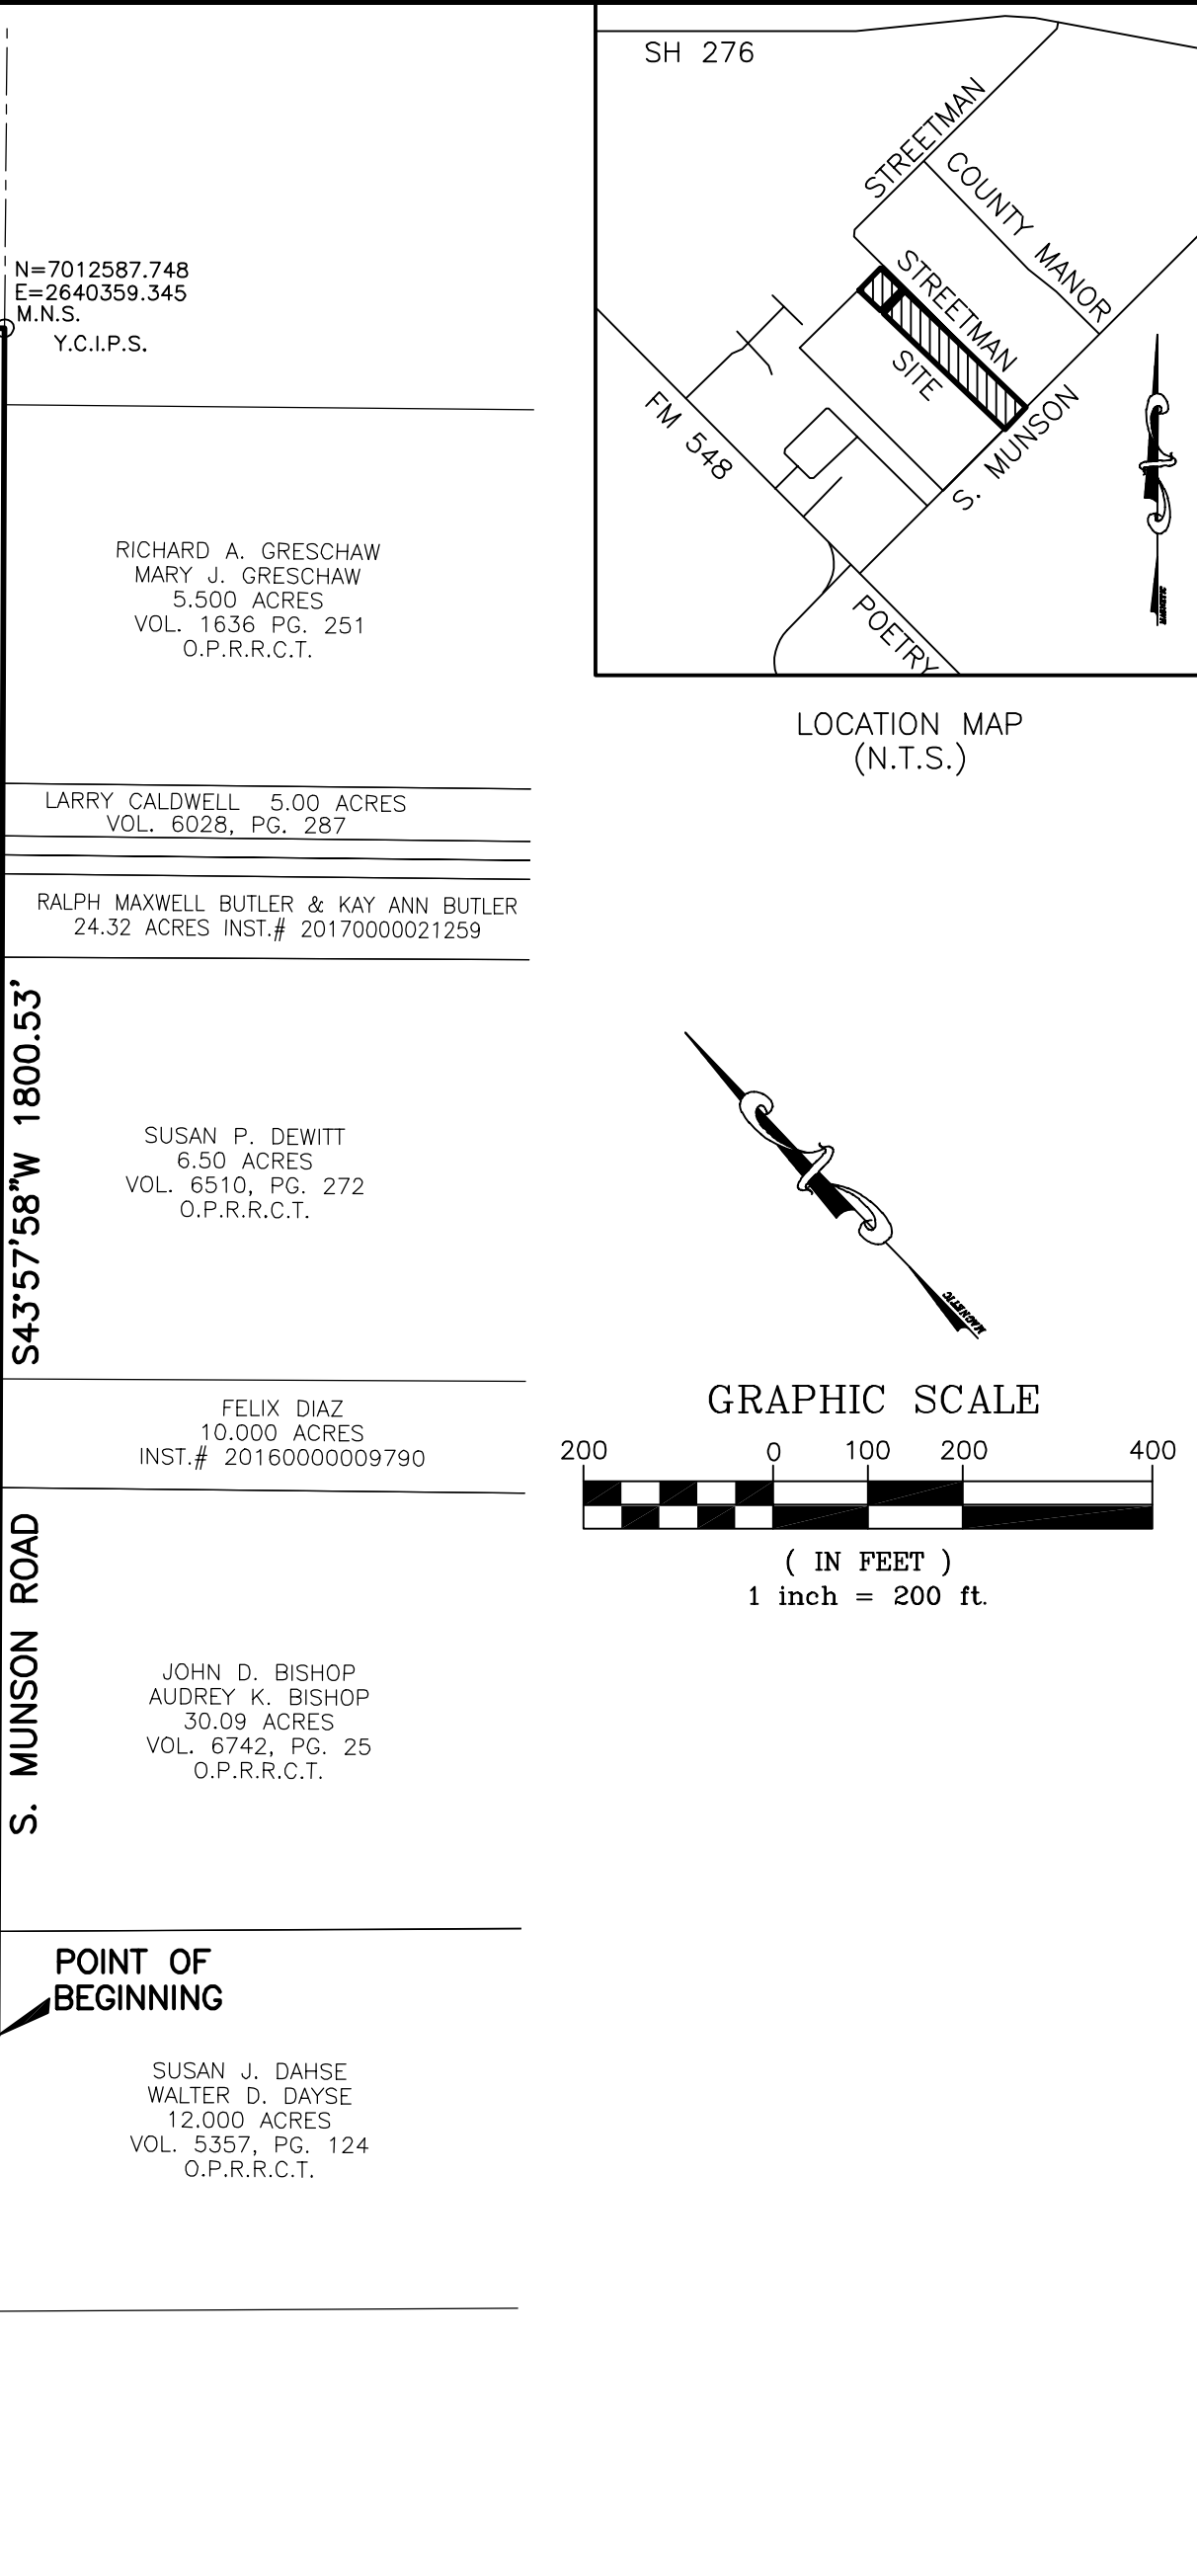 SH 276
STREETMAN
COUNTY MANOR
STREETMAN
SITE
FM 548
S. MUNSON
POETRY
MAGNETIC
LOCATION MAP
(N.T.S.)
N=7012587.748
E=2640359.345
M.N.S.
Y.C.I.P.S.
RICHARD A. GRESCHAW
MARY J. GRESCHAW
5.500 ACRES
VOL. 1636 PG. 251
O.P.R.R.C.T.
LARRY CALDWELL 5.00 ACRES
VOL. 6028, PG. 287
RALPH MAXWELL BUTLER & KAY ANN BUTLER
24.32 ACRES INST.# 20170000021259
S43°57'58"W 1800.53'
SUSAN P. DEWITT
6.50 ACRES
VOL. 6510, PG. 272
O.P.R.R.C.T.
MAGNETIC
FELIX DIAZ
10.000 ACRES
INST.# 20160000009790
GRAPHIC SCALE
200 0 100 200 400
( IN FEET )
1 inch = 200 ft.
S. MUNSON ROAD
JOHN D. BISHOP
AUDREY K. BISHOP
30.09 ACRES
VOL. 6742, PG. 25
O.P.R.R.C.T.
POINT OF
BEGINNING
SUSAN J. DAHSE
WALTER D. DAYSE
12.000 ACRES
VOL. 5357, PG. 124
O.P.R.R.C.T.